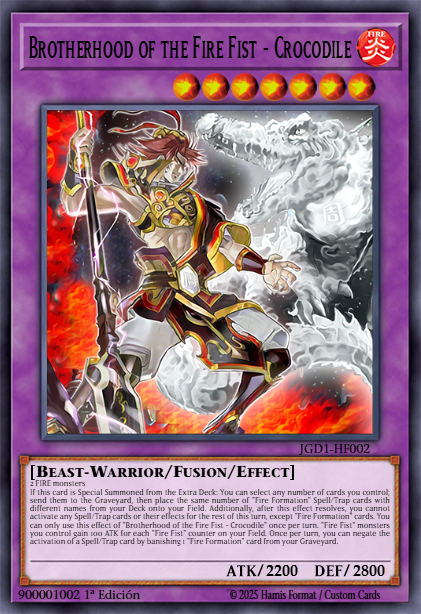 Brotherhood of the Fire Fist - Crocodile
FIRE
炎
周
JGD1-HF002
[Beast-Warrior/Fusion/Effect]
2 FIRE monsters
If this card is Special Summoned from the Extra Deck: You can select any number of cards you control;
send them to the Graveyard, then place the same number of "Fire Formation" Spell/Trap cards with
different names from your Deck onto your Field. Additionally, after this effect resolves, you cannot
activate any Spell/Trap cards or their effects for the rest of this turn, except "Fire Formation" cards. You
can only use this effect of "Brotherhood of the Fire Fist - Crocodile" once per turn. "Fire Fist" monsters
you control gain 100 ATK for each "Fire Fist" counter on your Field. Once per turn, you can negate the
activation of a Spell/Trap card by banishing 1 "Fire Formation" card from your Graveyard.
ATK/2200 DEF/2800
900001002 1ª Edición
©2025 Hamis Format / Custom Cards